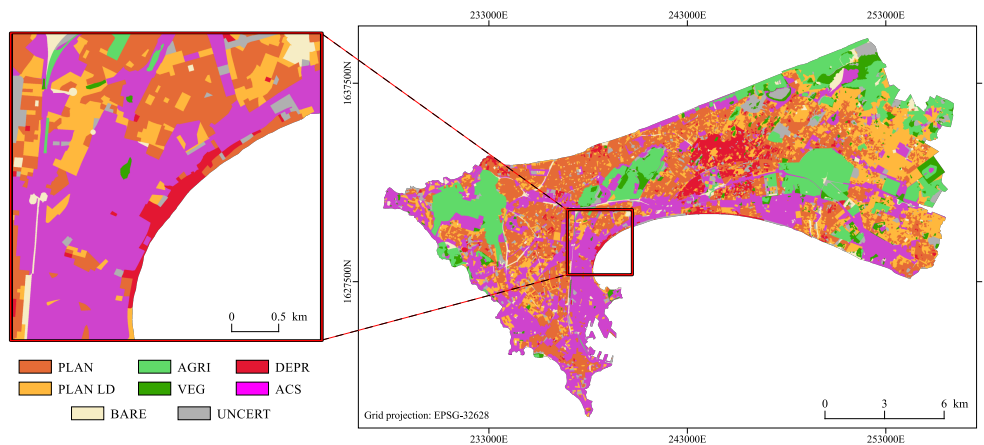 233000E 243000E 253000E
1637500N
1627500N
0 0.5 km
PLAN AGRI DEPR
PLAN LD VEG ACS
BARE UNCERT
Grid projection: EPSG-32628
0 3 6 km
233000E 243000E 253000E